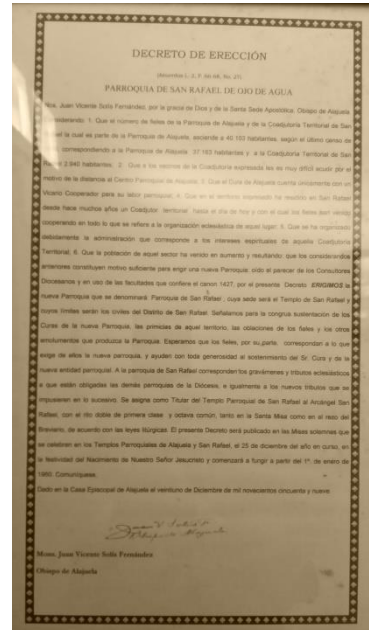 DECRETO DE ERECCIÓN
PARROQUIA DE SAN RAFAEL DE OJO DE AGUA
Nos, Juan Vicente Solís Fernández, por la gracia de Dios y de la Santa Sede Apostólica, Obispo de Alajuela
Considerando: 1. Que el número de fieles de la Parroquia de Alajuela y de la Coadjutoría Territorial de San
Rafael la cual es parte de la Parroquia de Alajuela, asciende a 40.103 habitantes, según el último censo de
correspondiendo a la Parroquia de Alajuela 37.163 habitantes y a la Coadjutoría Territorial de San
Rafael 2.940 habitantes; 2. Que a los vecinos de la Coadjutoría expresada les es muy difícil acudir por el
motivo de la distancia al Centro Parroquial de Alajuela; 3. Que el Cura de Alajuela cuenta únicamente con un
Vicario Cooperador para su labor parroquial; 4. Que en el territorio expresado ha residido en San Rafael
desde hace muchos años un Coadjutor territorial hasta el día de hoy y con el cual los fieles han venido
cooperando en todo lo que se refiere a la organización eclesiástica de aquel lugar; 5. Que se ha organizado
debidamente la administración que corresponde a los intereses espirituales de aquella Coadjutoría
Territorial; 6. Que la población de aquel sector ha venido en aumento y resultando que los considerandos
anteriores constituyen motivo suficiente para erigir una nueva Parroquia; oído el parecer de los Consultores
Diocesanos y en uso de las facultades que confiere el canon 1427, por el presente Decreto ERIGIMOS la
nueva Parroquia que se denominará: Parroquia de San Rafael, cuya sede será el Templo de San Rafael y
cuyos límites serán los civiles del Distrito de San Rafael. Señalamos para la congrua sustentación de los
Curas de la nueva Parroquia, las primicias de aquel territorio, las oblaciones de los fieles y los otros
emolumentos que produzca la Parroquia. Esperamos que los fieles, por su parte, correspondan a lo que
exige de ellos la nueva parroquia, y ayuden con toda generosidad al sostenimiento del Sr. Cura y de la
nueva entidad parroquial. A la parroquia de San Rafael corresponden los gravámenes y tributos eclesiásticos
a que están obligadas las demás parroquias de la Diócesis, e igualmente a los nuevos tributos que se
impusieren en lo sucesivo. Se asigna como Titular del Templo Parroquial de San Rafael al Arcángel San
Rafael, con el rito doble de primera clase y octava común, tanto en la Santa Misa como en el rezo del
Breviario, de acuerdo con las leyes litúrgicas. El presente Decreto será publicado en las Misas solemnes que
se celebren en los Templos Parroquiales de Alajuela y San Rafael, el 25 de diciembre del año en curso, en
la Natividad del Nacimiento de Nuestro Señor Jesucristo y comenzará a fungir a partir del 1º. de enero de
1960. Comuníquese.
Dado en la Casa Episcopal de Alajuela el veintiuno de Diciembre de mil novecientos cincuenta y nueve.
Mons. Juan Vicente Solís Fernández
Obispo de Alajuela